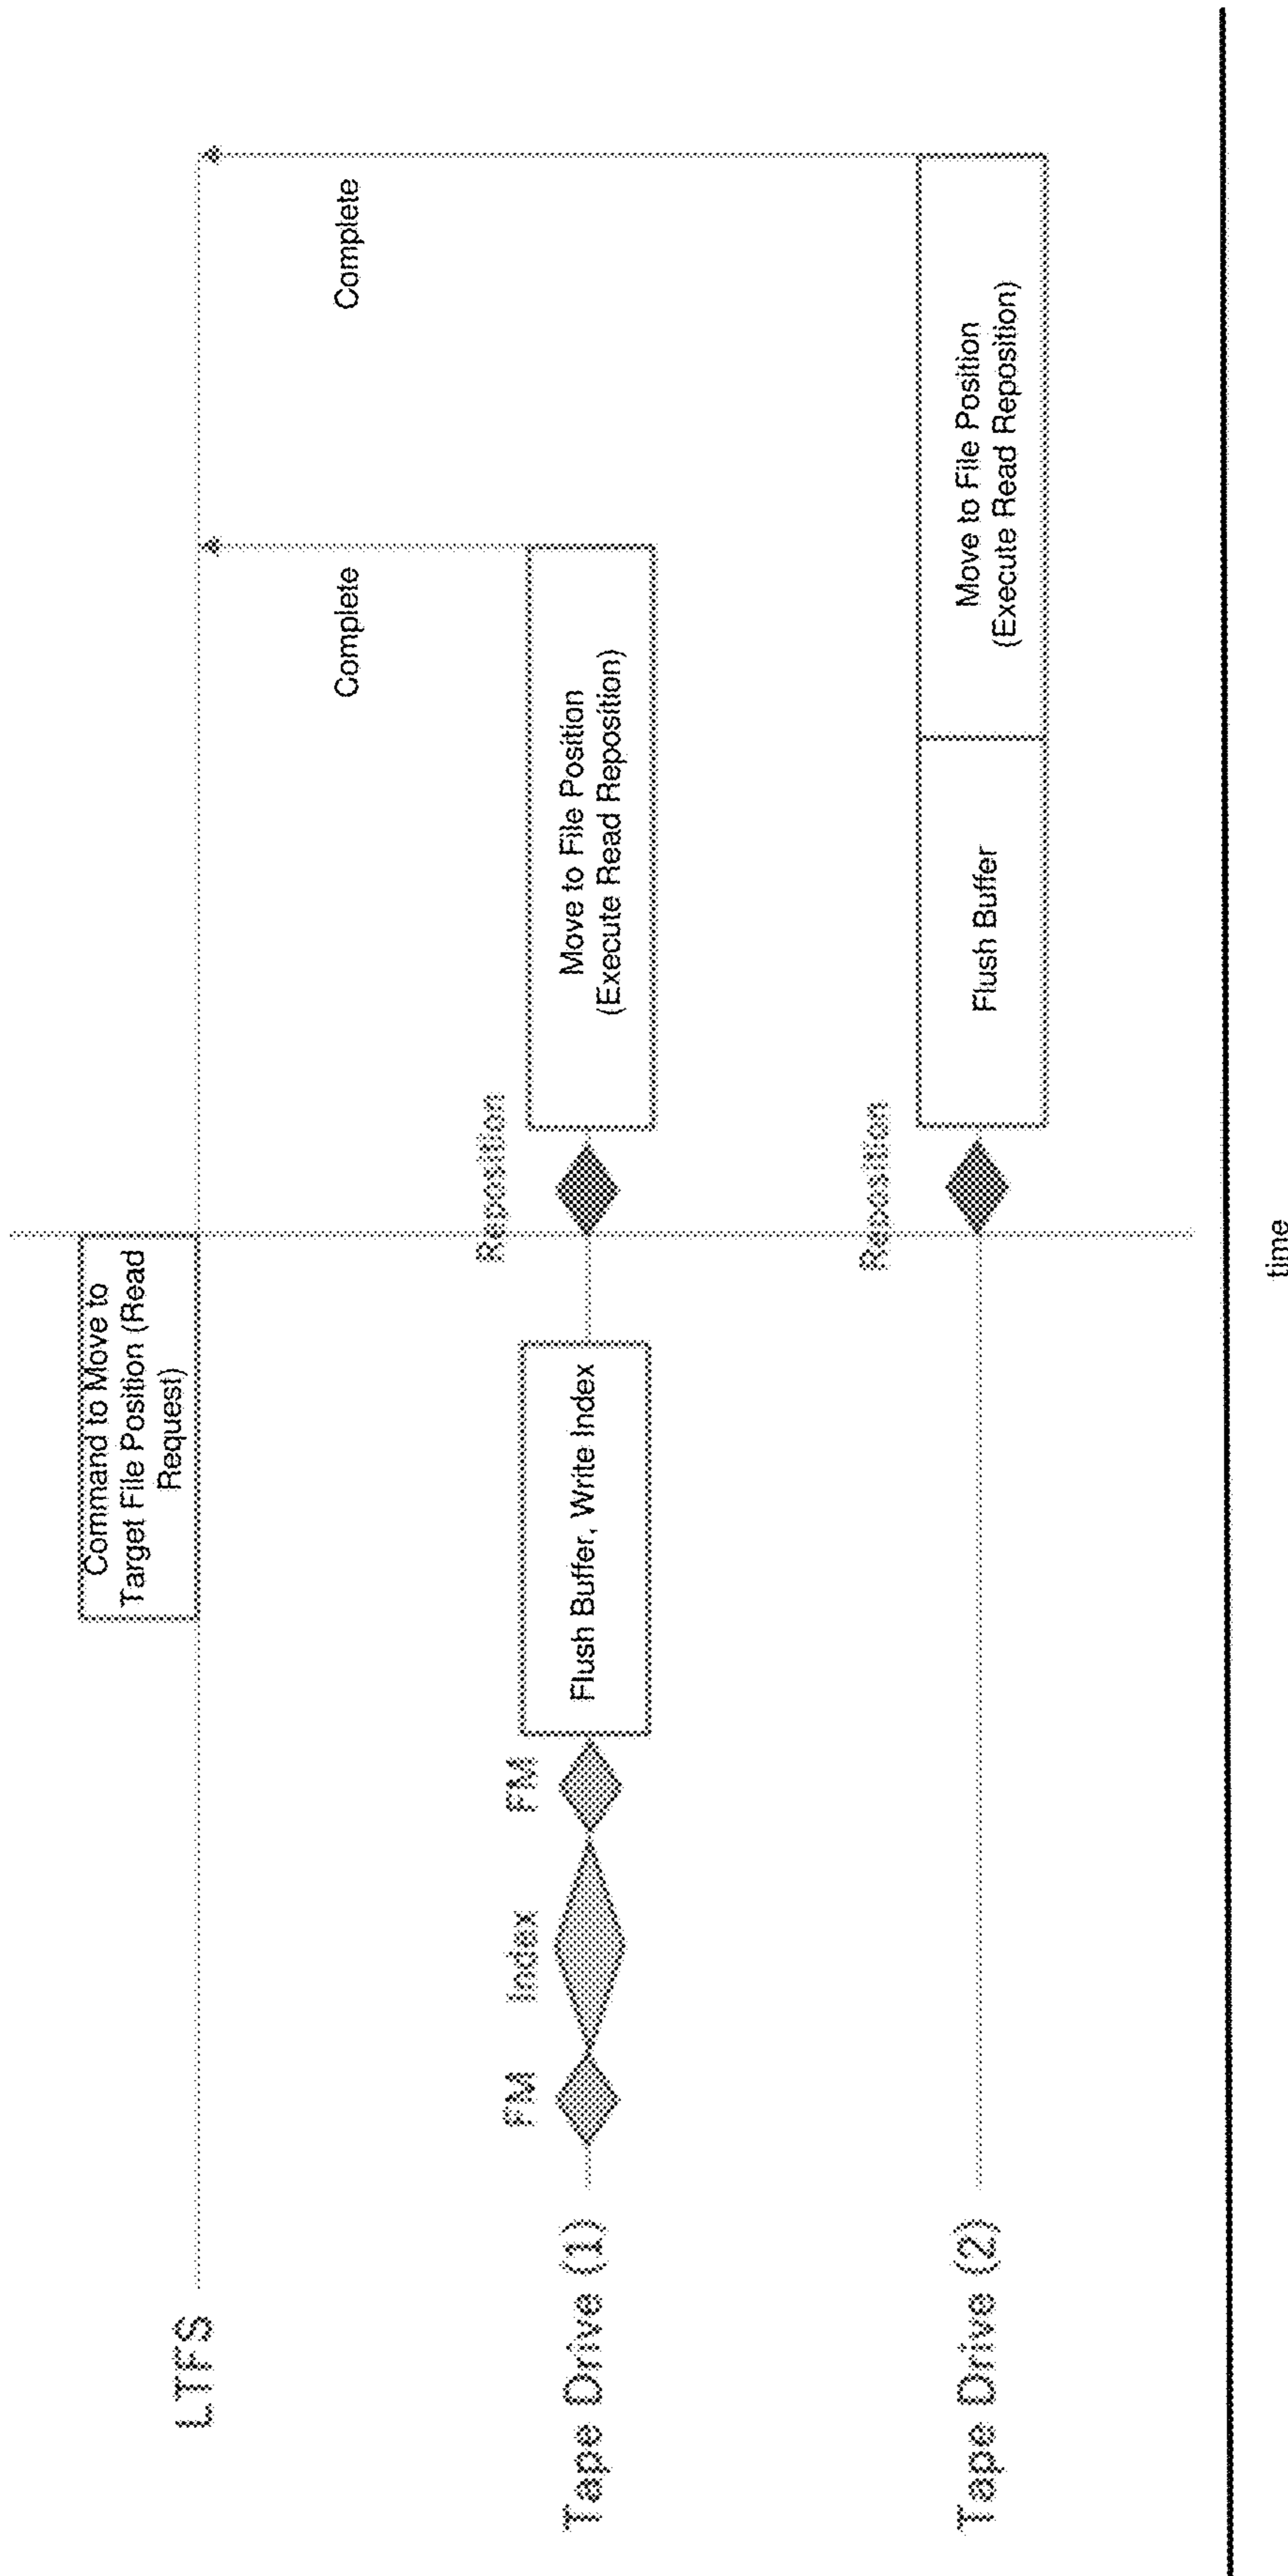 LTFS
Command to Move to
Target File Position (Read
Request)
Complete
Complete
Tape Drive (1)
FM
Index
FM
Flush Buffer, Write Index
Reposition
Move to File Position
(Execute Read Reposition)
Tape Drive (2)
Reposition
Flush Buffer
Move to File Position
(Execute Read Reposition)
time